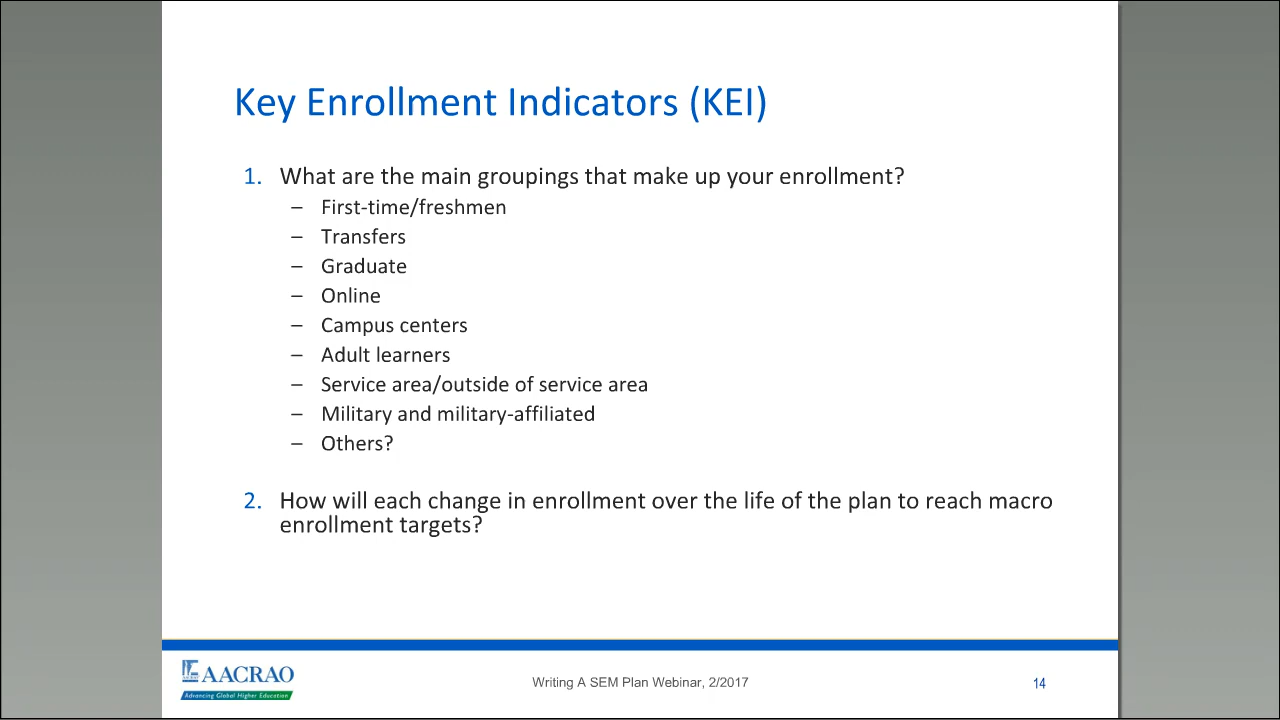 Key Enrollment Indicators (KEI)
1. What are the main groupings that make up your enrollment?
– First-time/freshmen
– Transfers
– Graduate
– Online
– Campus centers
– Adult learners
– Service area/outside of service area
– Military and military-affiliated
– Others?
2. How will each change in enrollment over the life of the plan to reach macro
enrollment targets?
AACRAO
Advancing Global Higher Education
Writing A SEM Plan Webinar, 2/2017
14